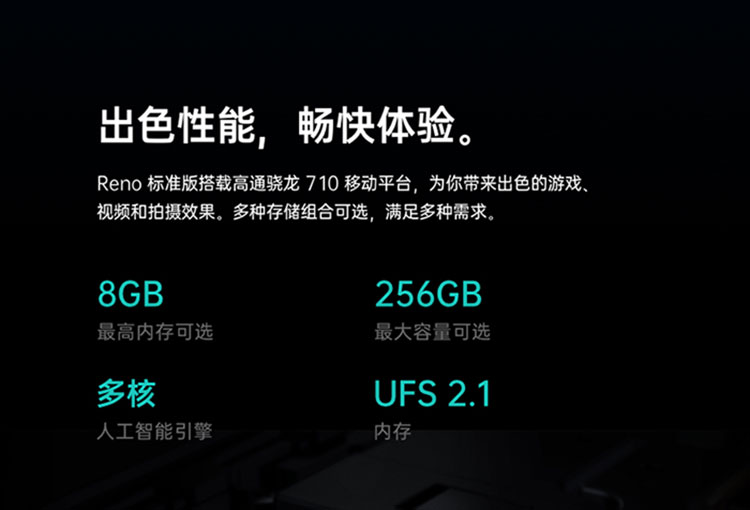 出色性能，畅快体验。
Reno 标准版搭载高通骁龙 710 移动平台，为你带来出色的游戏、
视频和拍摄效果。多种存储组合可选，满足多种需求。
8GB
256GB
最高内存可选
最大容量可选
多核
UFS 2.1
人工智能引擎
内存